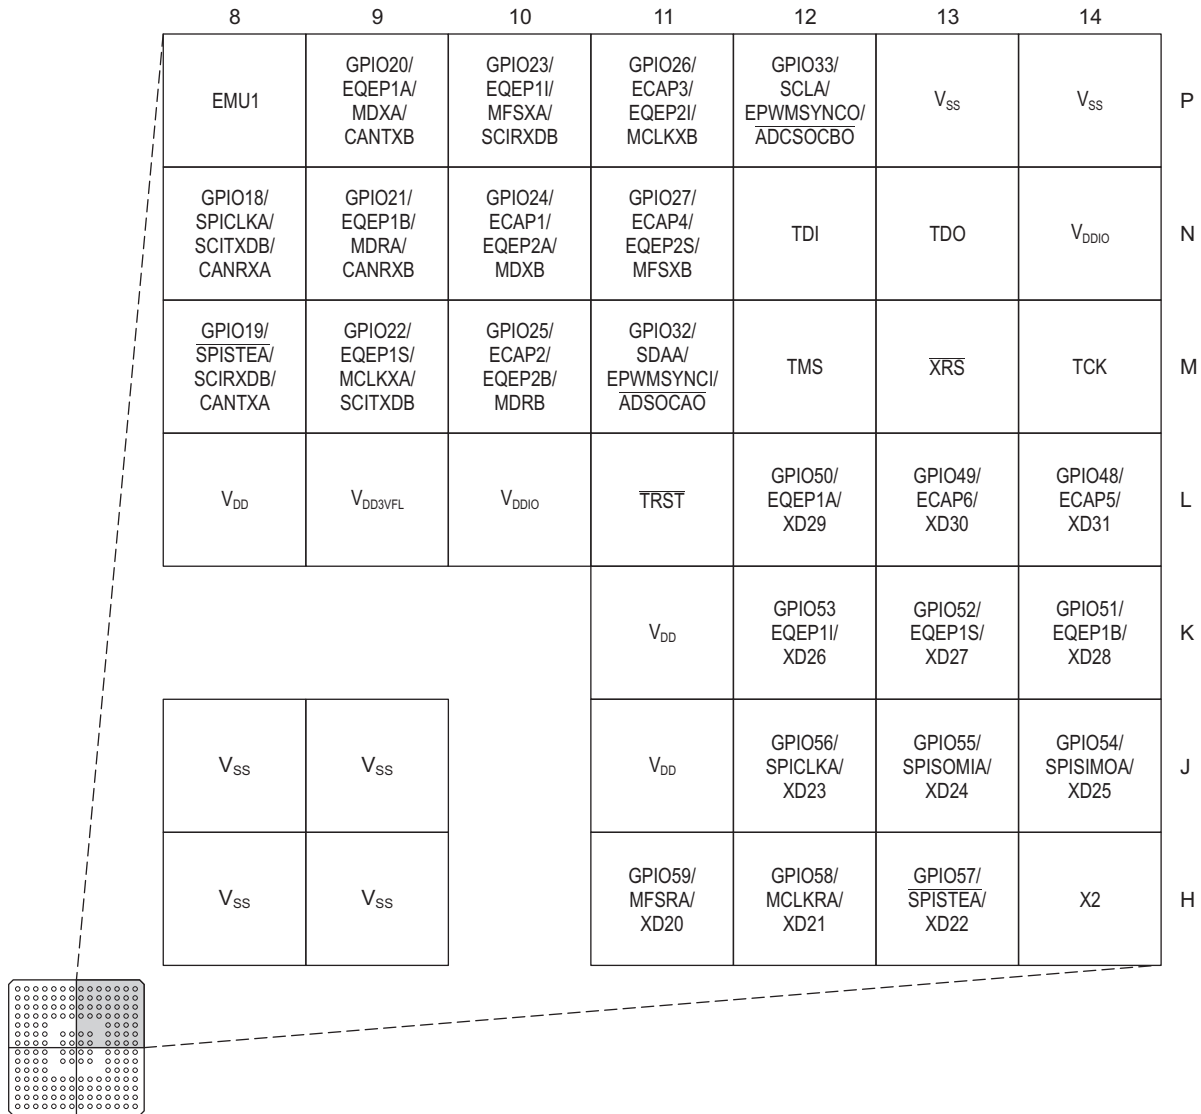 8 9 10 11 12 13 14
EMU1
GPIO20/
EQEP1A/
MDXA/
CANTXB
GPIO23/
EQEP1I/
MFSXA/
SCIRXDB
GPIO26/
ECAP3/
EQEP2I/
MCLKXB
GPIO33/
SCLA/
EPWMSYNCO/
ADCSOCBO
VSS
VSS
P
GPIO18/
SPICLKA/
SCITXDB/
CANRXA
GPIO21/
EQEP1B/
MDRA/
CANRXB
GPIO24/
ECAP1/
EQEP2A/
MDXB
GPIO27/
ECAP4/
EQEP2S/
MFSXB
TDI
TDO
VDDIO
N
GPIO19/
SPISTEA/
SCIRXDB/
CANTXA
GPIO22/
EQEP1S/
MCLKXA/
SCITXDB
GPIO25/
ECAP2/
EQEP2B/
MDRB
GPIO32/
SDAA/
EPWMSYNCI/
ADSOCAO
TMS
XRS
TCK
M
VDD
VDD3VFL
VDDIO
TRST
GPIO50/
EQEP1A/
XD29
GPIO49/
ECAP6/
XD30
GPIO48/
ECAP5/
XD31
L
VDD
GPIO53
EQEP1I/
XD26
GPIO52/
EQEP1S/
XD27
GPIO51/
EQEP1B/
XD28
K
VSS
VSS
VDD
GPIO56/
SPICLKA/
XD23
GPIO55/
SPISOMIA/
XD24
GPIO54/
SPISIMOA/
XD25
J
VSS
VSS
GPIO59/
MFSRA/
XD20
GPIO58/
MCLKRA/
XD21
GPIO57/
SPISTEA/
XD22
X2
H